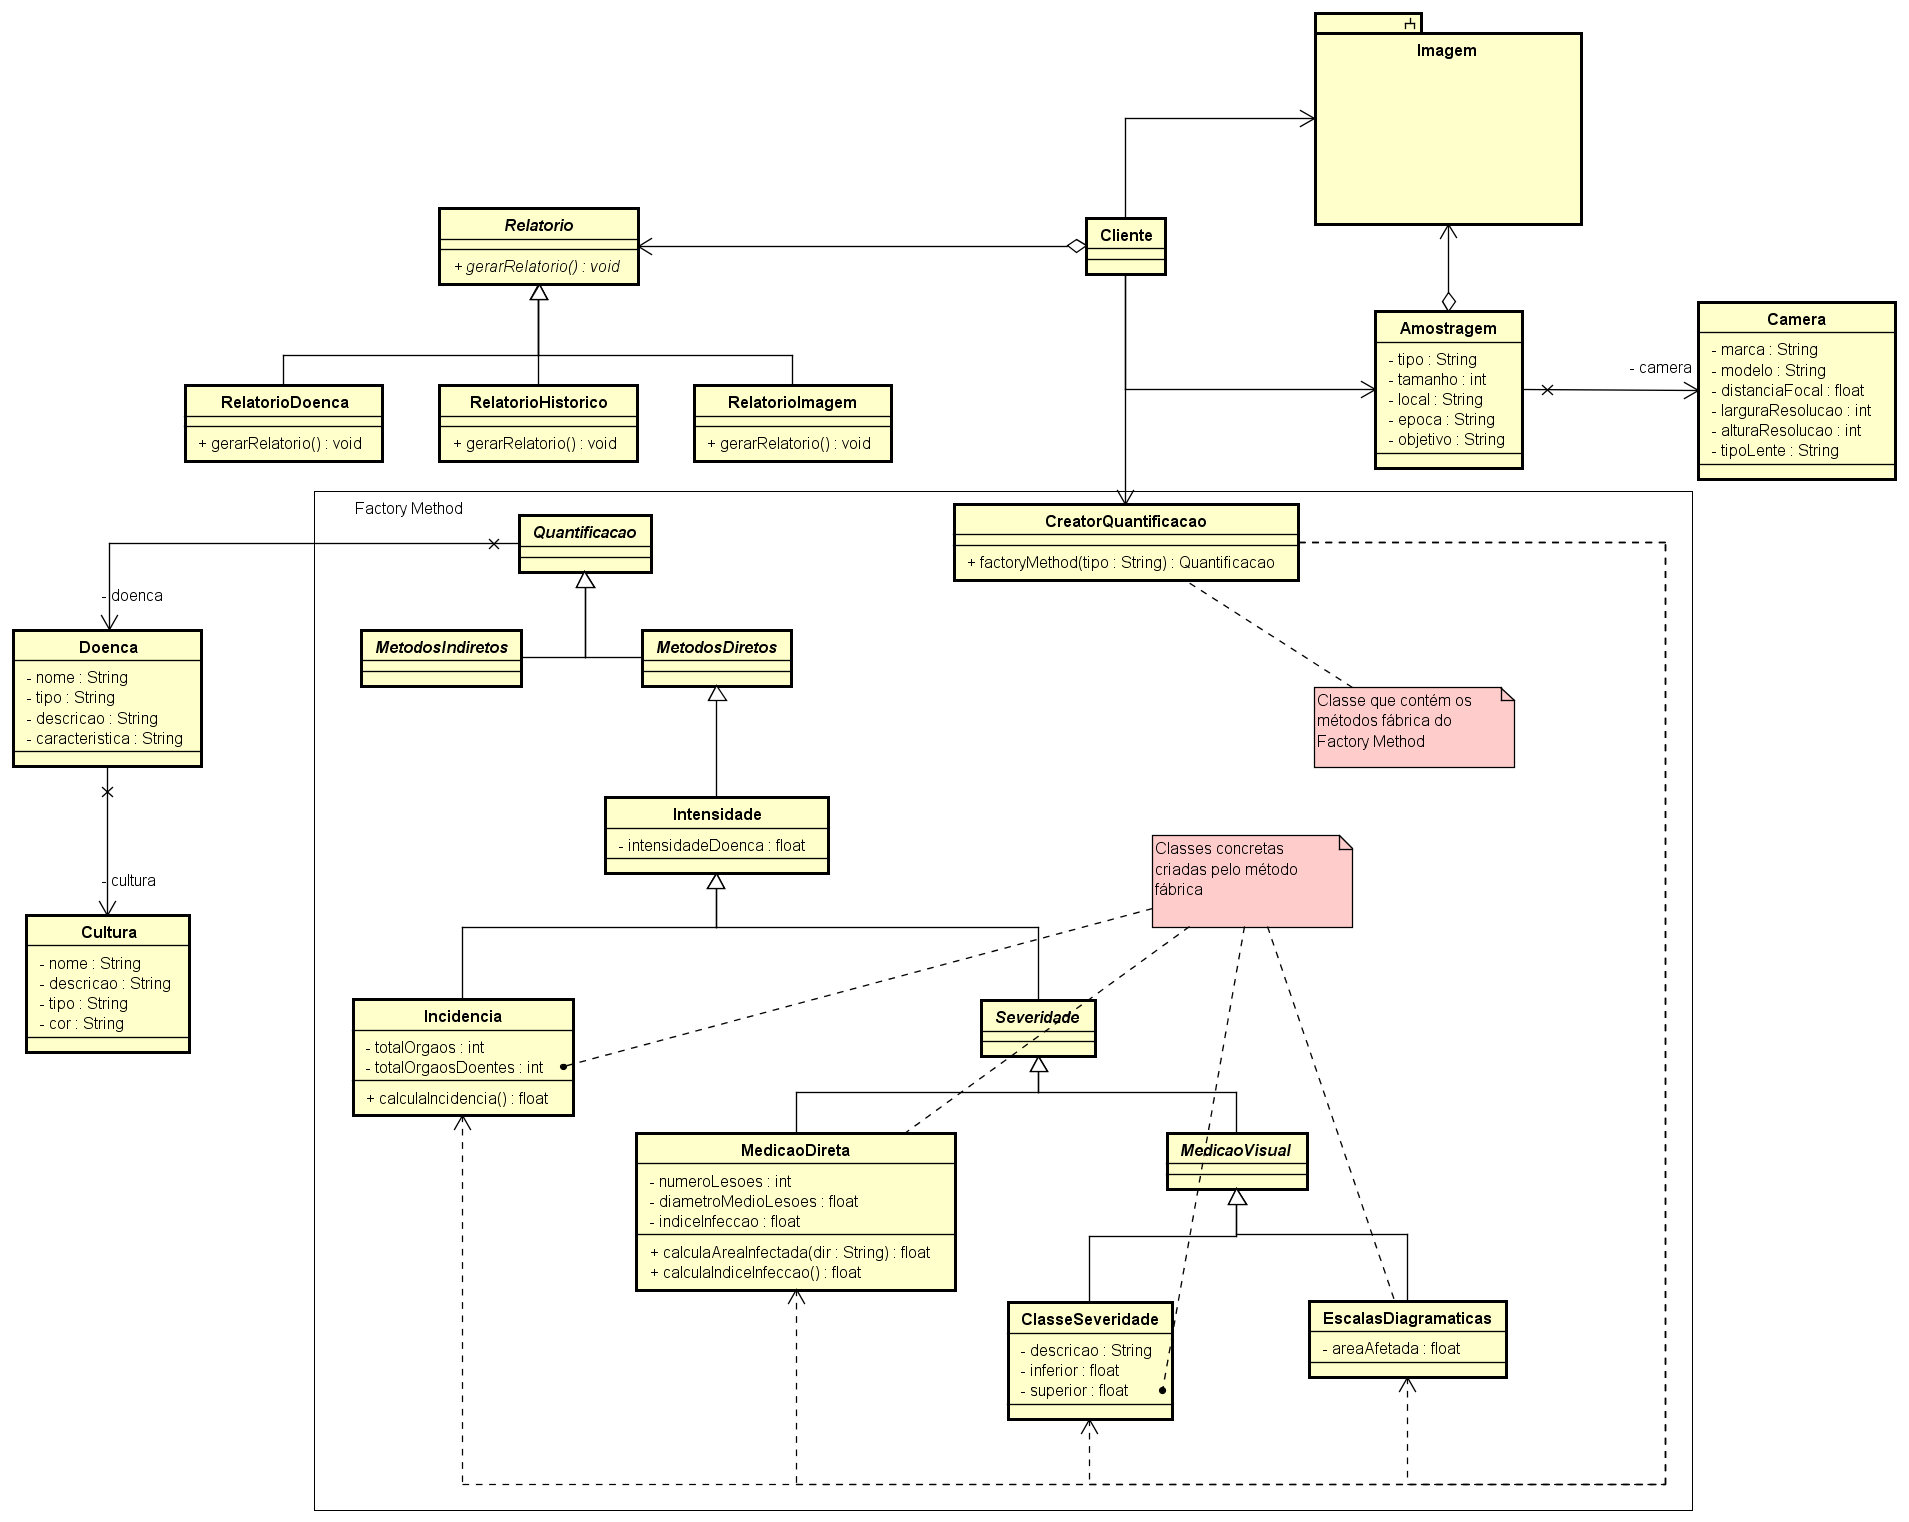 Imagem
Relatorio
+ gerarRelatorio() : void
Cliente
RelatorioDoenca
+ gerarRelatorio() : void
RelatorioHistorico
+ gerarRelatorio() : void
RelatorioImagem
+ gerarRelatorio() : void
Amostragem
- tipo : String
- tamanho : int
- local : String
- epoca : String
- objetivo : String
- camera
Camera
- marca : String
- modelo : String
- distanciaFocal : float
- larguraResolucao : int
- alturaResolucao : int
- tipoLente : String
Factory Method
Quantificacao
CreatorQuantificacao
+ factoryMethod(tipo : String) : Quantificacao
- doenca
Doenca
- nome : String
- tipo : String
- descricao : String
- caracteristica : String
MetodosIndiretos
MetodosDiretos
Classe que contém os
métodos fábrica do
Factory Method
Intensidade
- intensidadeDoenca : float
Classes concretas
criadas pelo método
fábrica
- cultura
Cultura
- nome : String
- descricao : String
- tipo : String
- cor : String
Incidencia
- totalOrgaos : int
- totalOrgaosDoentes : int
+ calculaIncidencia() : float
Severidade
MedicaoDireta
- numeroLesoes : int
- diametroMedioLesoes : float
- indiceInfeccao : float
+ calculaAreaInfectada(dir : String) : float
+ calculaIndiceInfeccao() : float
MedicaoVisual
ClasseSeveridade
- descricao : String
- inferior : float
- superior : float
EscalasDiagramaticas
- areaAfetada : float